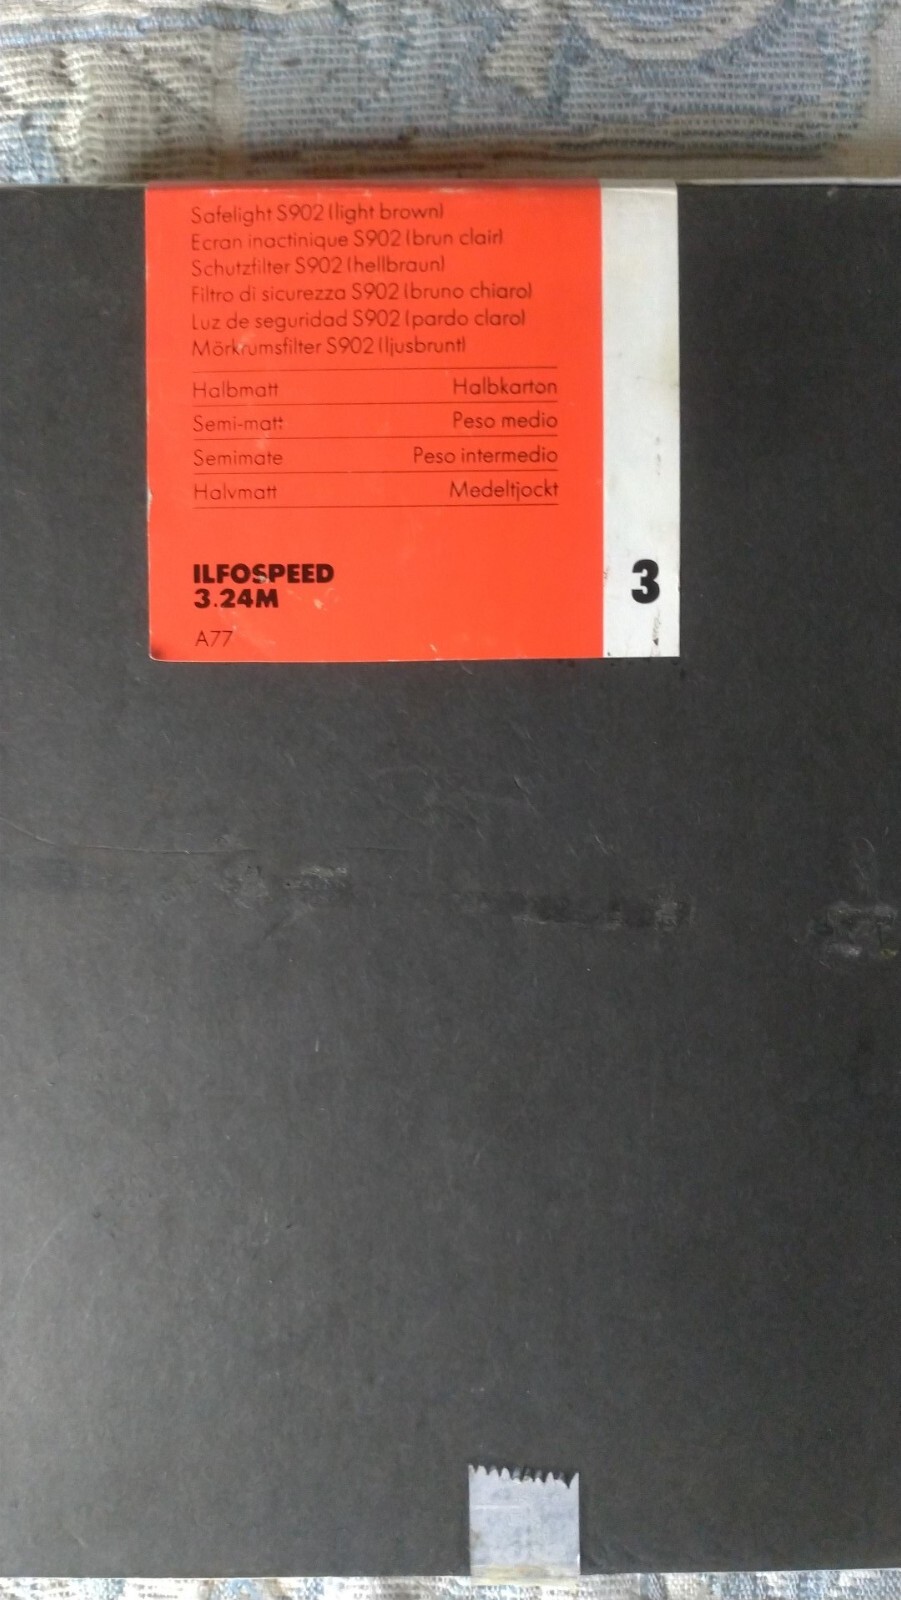 Safelight S902 (light brown)
Ecran inactinique S902 (brun clair)
Schutzfilter S902 (hellbraun)
Filtro di sicurezza S902 (bruno chiaro)
Luz de seguridad S902 (pardo claro)
Mörkrumsfilter S902 (ljusbrunt)
Halbmatt Halbkarton
Semi-matt Peso medio
Semimate Peso intermedio
Halvmatt Medeltjockt
ILFOSPEED
3.24M 3
A77